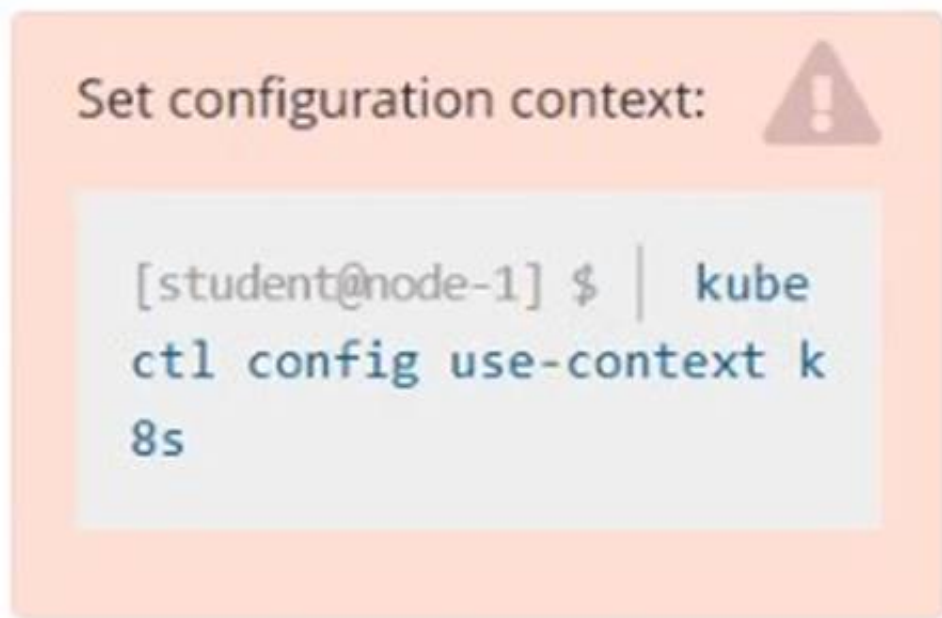 Set configuration context:
[student@node-1] $ | kube
ctl config use-context k
8s